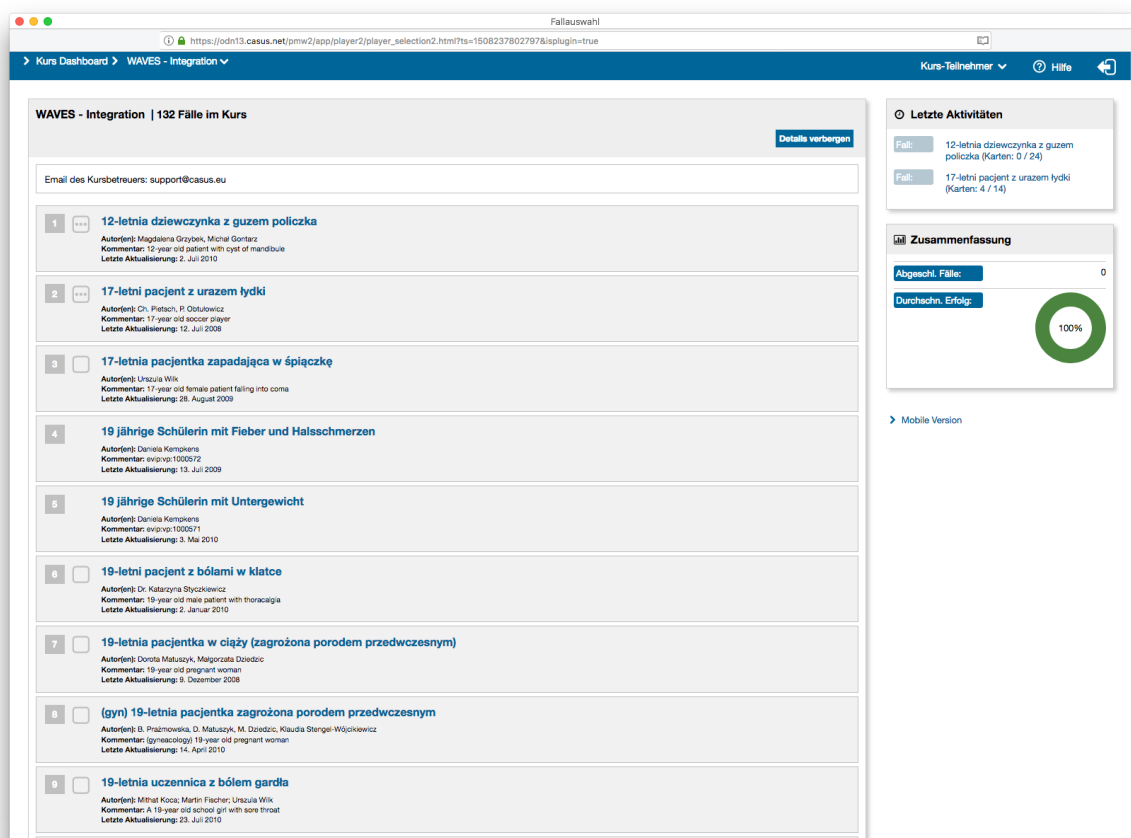 Fallauswahl
https://odn13.casus.net/pmw2/app/player2/player_selection2.html?ts=1508237802797&isplugin=true
Kurs Dashboard WAVES - Integration
Kurs-Teilnehmer Hilfe
WAVES - Integration | 132 Fälle im Kurs
Details verbergen
Email des Kursbetreuers: support@casus.eu
1 12-letnia dziewczynka z guzem policzka
Autor(en): Magdalena Grzybek, Michał Gontarz
Kommentar: 12-year old patient with cyst of mandibule
Letzte Aktualisierung: 2. Juli 2010
2 17-letni pacjent z urazem łydki
Autor(en): Ch. Pietsch, P. Obtułowicz
Kommentar: 17-year old soccer player
Letzte Aktualisierung: 12. Juli 2008
3 17-letnia pacjentka zapadająca w śpiączkę
Autor(en): Urszula Wilk
Kommentar: 17-year old female patient falling into coma
Letzte Aktualisierung: 28. August 2009
4 19 jährige Schülerin mit Fieber und Halsschmerzen
Autor(en): Daniela Kempkens
Kommentar: evip:vp:1000572
Letzte Aktualisierung: 13. Juli 2009
5 19 jährige Schülerin mit Untergewicht
Autor(en): Daniela Kempkens
Kommentar: evip:vp:1000571
Letzte Aktualisierung: 3. Mai 2010
6 19-letni pacjent z bólami w klatce
Autor(en): Dr. Katarzyna Styczkiewicz
Kommentar: 19-year old male patient with thoracalgia
Letzte Aktualisierung: 2. Januar 2010
7 19-letnia pacjentka w ciąży (zagrożona porodem przedwczesnym)
Autor(en): Dorota Matuszyk, Małgorzata Dziedzic
Kommentar: 19-year old pregnant woman
Letzte Aktualisierung: 9. Dezember 2008
8 (gyn) 19-letnia pacjentka zagrożona porodem przedwczesnym
Autor(en): B. Prażmowska, D. Matuszyk, M. Dziedzic, Klaudia Stengel-Wójcikiewicz
Kommentar: (gyneacology) 19-year old pregnant woman
Letzte Aktualisierung: 14. April 2010
9 19-letnia uczennica z bólem gardła
Autor(en): Mithat Koca; Martin Fischer; Urszula Wilk
Kommentar: A 19-year old school girl with sore throat
Letzte Aktualisierung: 23. Juli 2010
Letzte Aktivitäten
Fall: 12-letnia dziewczynka z guzem
policzka (Karten: 0 / 24)
Fall: 17-letni pacjent z urazem łydki
(Karten: 4 / 14)
Zusammenfassung
Abgeschl. Fälle: 0
Durchschn. Erfolg:
100%
Mobile Version